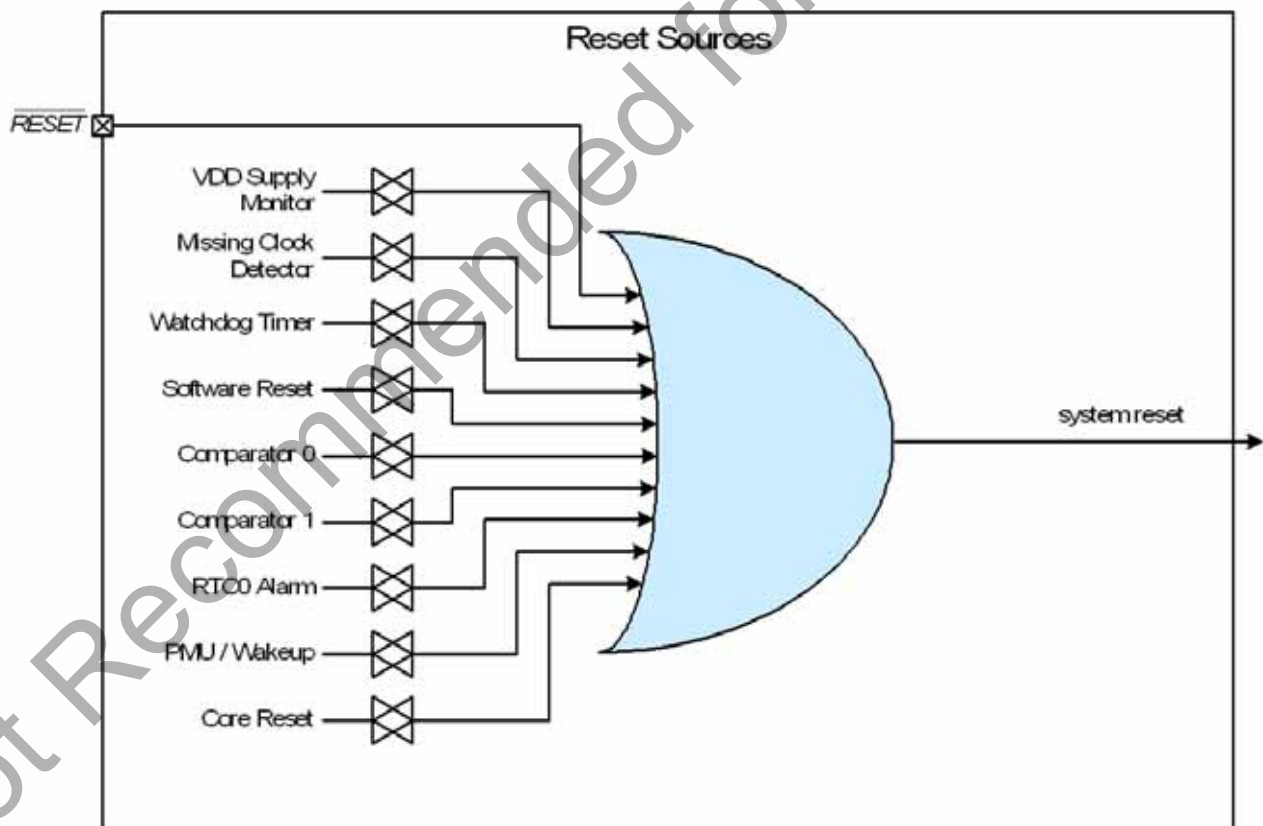 Reset Sources
RESET
VDD Supply
Monitor
Missing Clock
Detector
Watchdog Timer
Software Reset
Comparator 0
Comparator 1
RTC0 Alarm
PMU / Wakeup
Core Reset
system reset
Recommended for